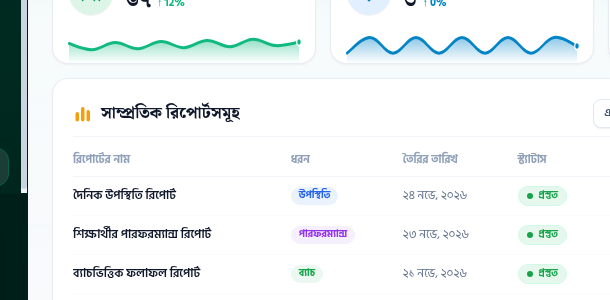 ↑ 12%
↑ 0%
সাম্প্রতিক রিপোর্টসমূহ
রিপোর্টের নাম ধরন তৈরির তারিখ স্ট্যাটাস
দৈনিক উপস্থিতি রিপোর্ট উপস্থিতি ২৪ নভে, ২০২৬ প্রস্তুত
শিক্ষার্থীর পারফরম্যান্স রিপোর্ট পারফরম্যান্স ২৩ নভে, ২০২৬ প্রস্তুত
ব্যাচভিত্তিক ফলাফল রিপোর্ট ব্যাচ ২১ নভে, ২০২৬ প্রস্তুত